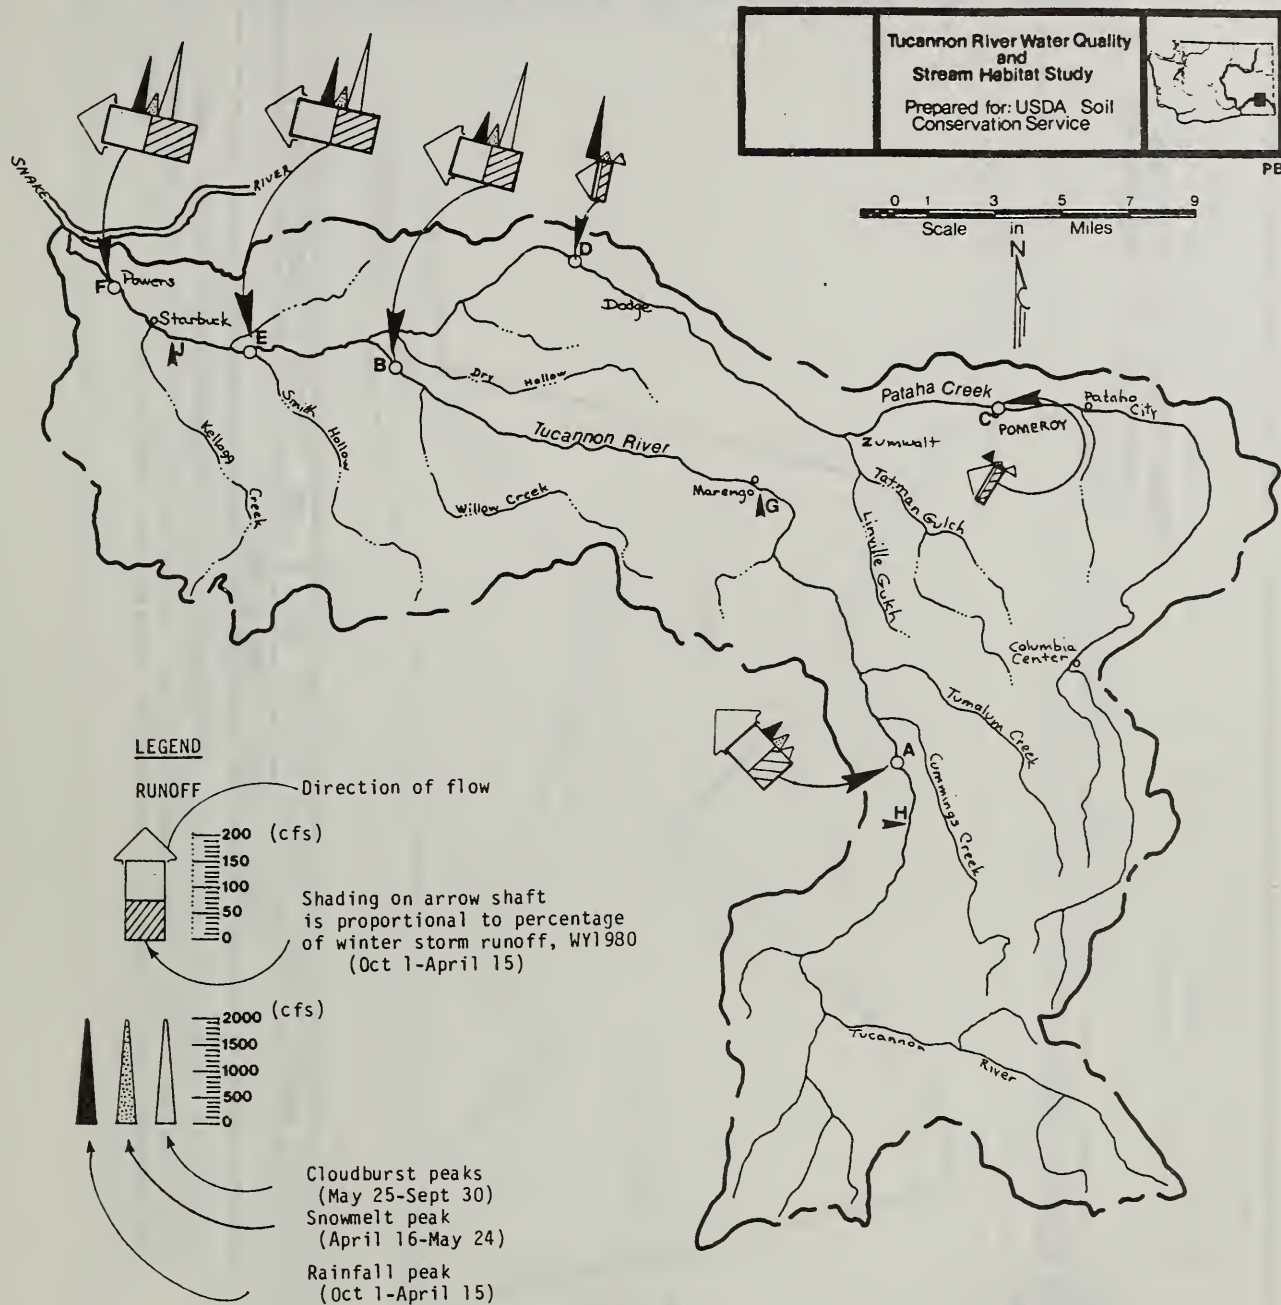 Tucannon River Water Quality
and
Stream Habitat Study
Prepared for: USDA Soil
Conservation Service
PB
0 1 3 5 7 9
Scale in Miles
N
SNAKE
RIVER
F
Powers
Starbuck
J
E
B
D
Dodge
Dry Hollow
Smith
Hollow
Kellogg
Creek
Tucannon River
Willow Creek
Marengo
G
Pataha Creek
C
POMEROY
Pataha
City
Zumwalt
Tatman Gulch
Linville Gulch
Columbia
Center
Tumalum Creek
A
Cummings Creek
H
Tucannon
River
LEGEND
RUNOFF
Direction of flow
200 (cfs)
150
100
50
0
Shading on arrow shaft
is proportional to percentage
of winter storm runoff, WY1980
(Oct 1-April 15)
2000 (cfs)
1500
1000
500
0
Cloudburst peaks
(May 25-Sept 30)
Snowmelt peak
(April 16-May 24)
Rainfall peak
(Oct 1-April 15)